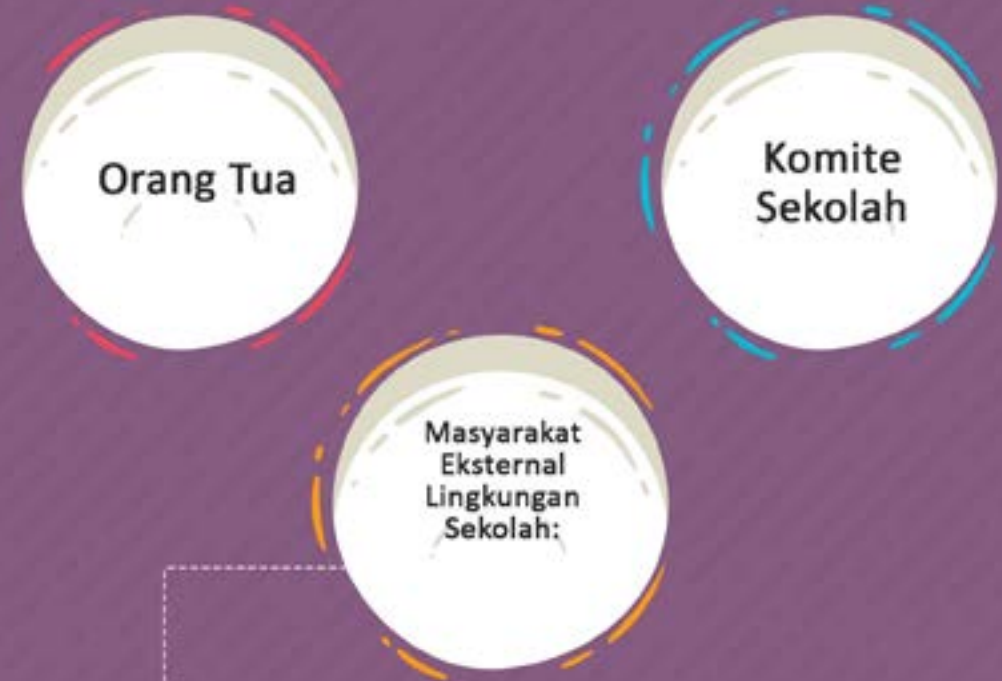 Orang Tua
Komite
Sekolah
Masyarakat
Eksternal
Lingkungan
Sekolah: